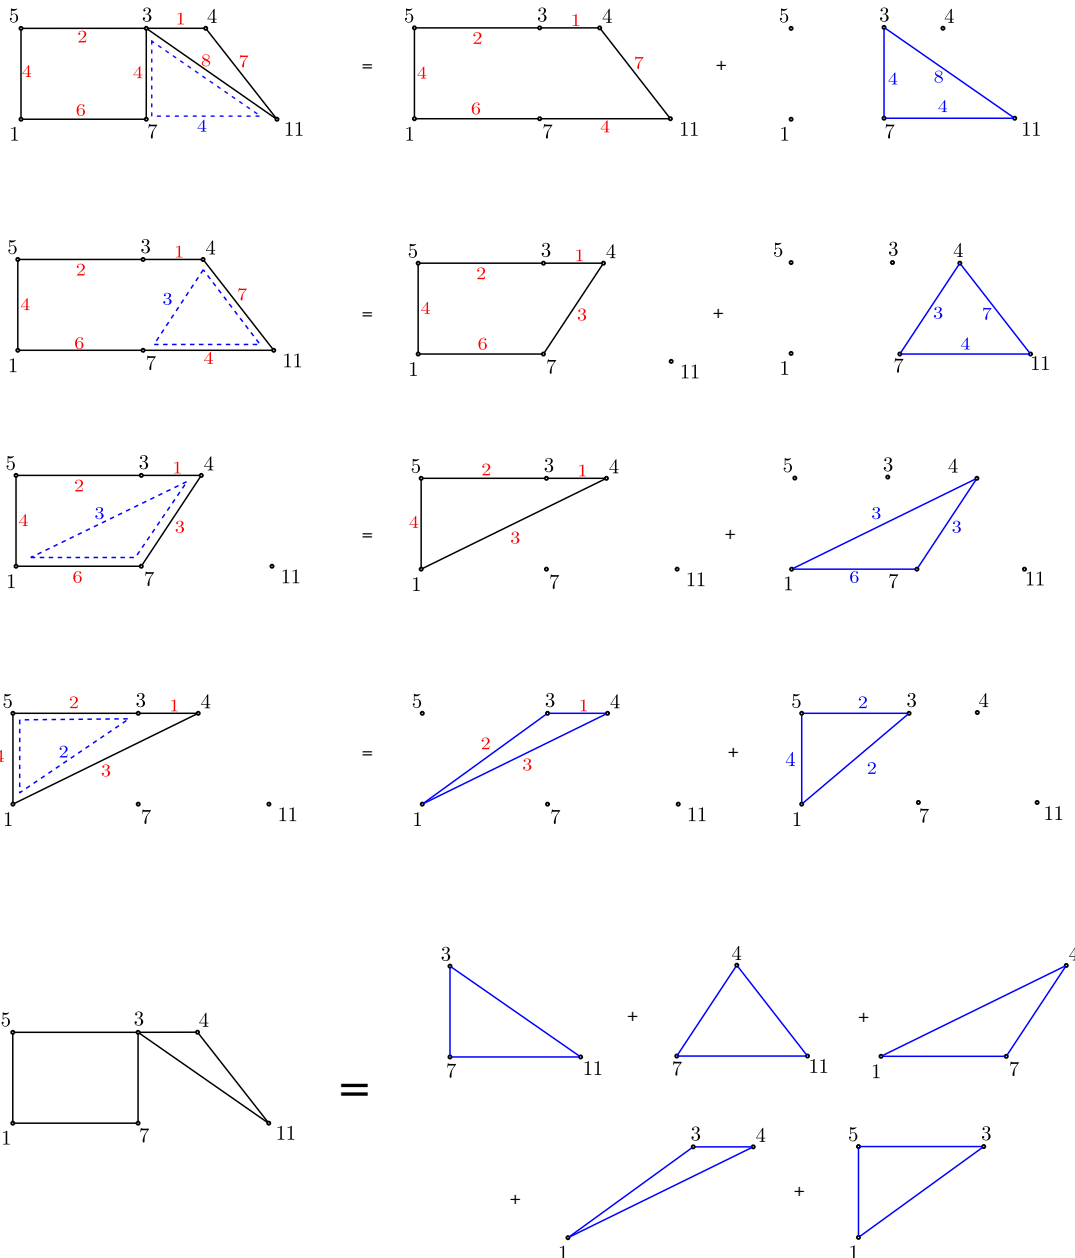 5 3 1 4 5 3 1 4 5 3 4
2 2
4 4 8 7 = 4 7 + 4 8
6 6 4
1 7 4 11 1 7 4 11 1 7 11
5 3 1 4 5 3 1 4 5 3 4
2 2
4 3 7 = 4 3 + 3 7
6 4 6 4
1 7 11 1 7 11 1 7 11
5 3 1 4 5 2 3 1 4 5 3 4
2
4 3 3 = 4 3 + 3 3
6 6
1 7 11 1 7 11 1 7 11
5 2 3 1 4 5 3 1 4 5 2 3 4
4 2 3 = 2 3 + 4 2
1 7 11 1 7 11 1 7 11
3 4 4
+ +
5 3 4
7 11 7 11 1 7
=
1 7 11
3 4 5 3
+ +
1 1